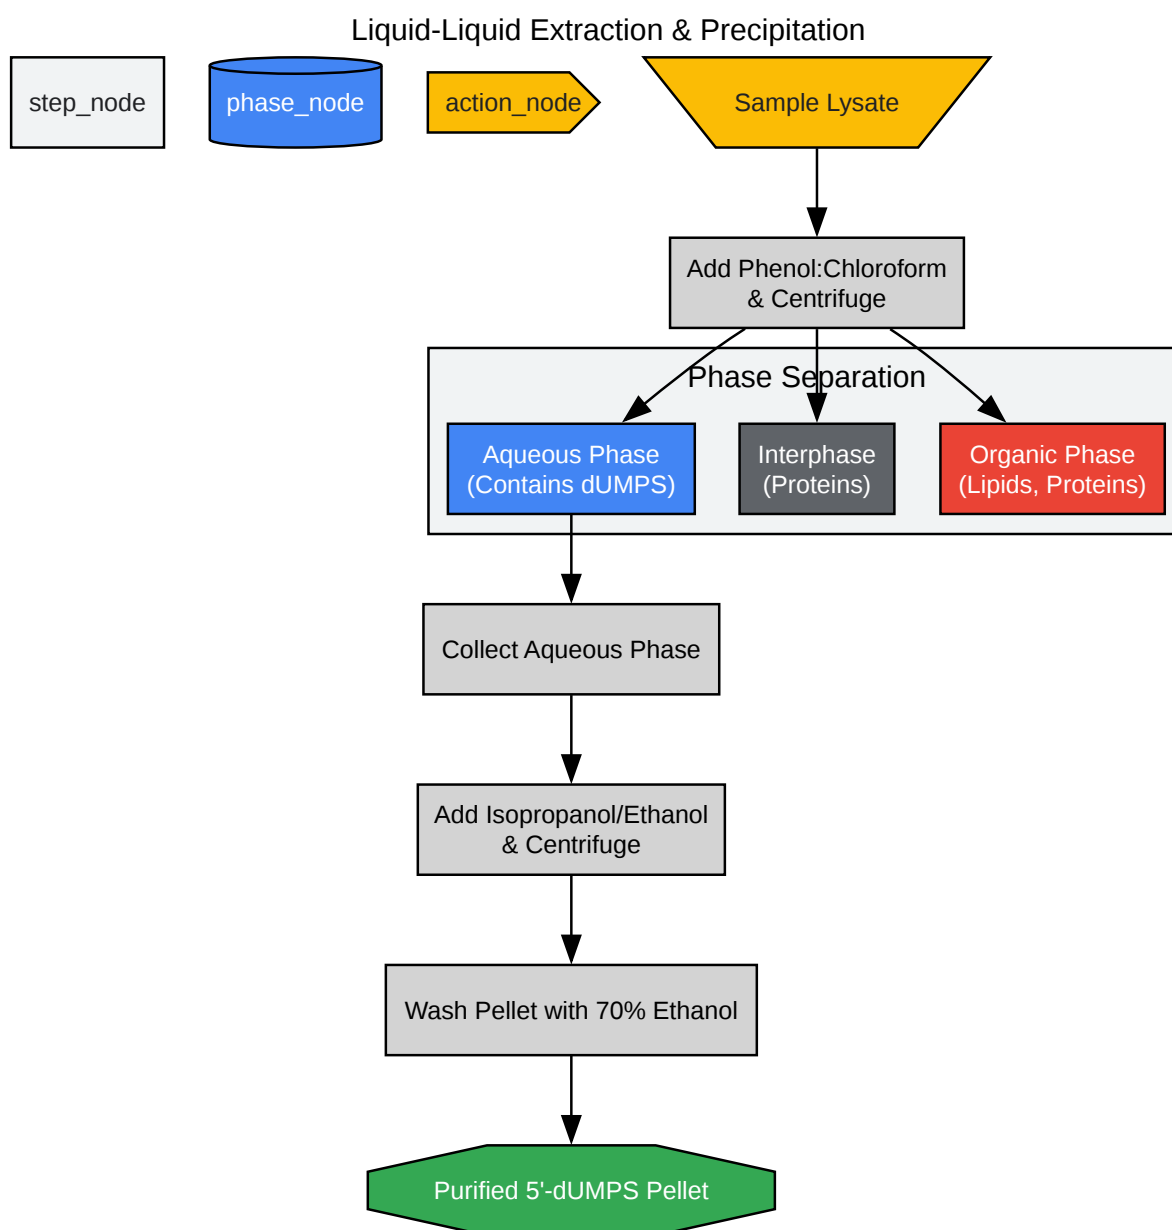 Liquid-Liquid Extraction & Precipitation
step_node
phase_node
action_node
Sample Lysate
Add Phenol:Chloroform
& Centrifuge
Phase Separation
Aqueous Phase
(Contains dUMPS)
Interphase
(Proteins)
Organic Phase
(Lipids, Proteins)
Collect Aqueous Phase
Add Isopropanol/Ethanol
& Centrifuge
Wash Pellet with 70% Ethanol
Purified 5'-dUMPS Pellet